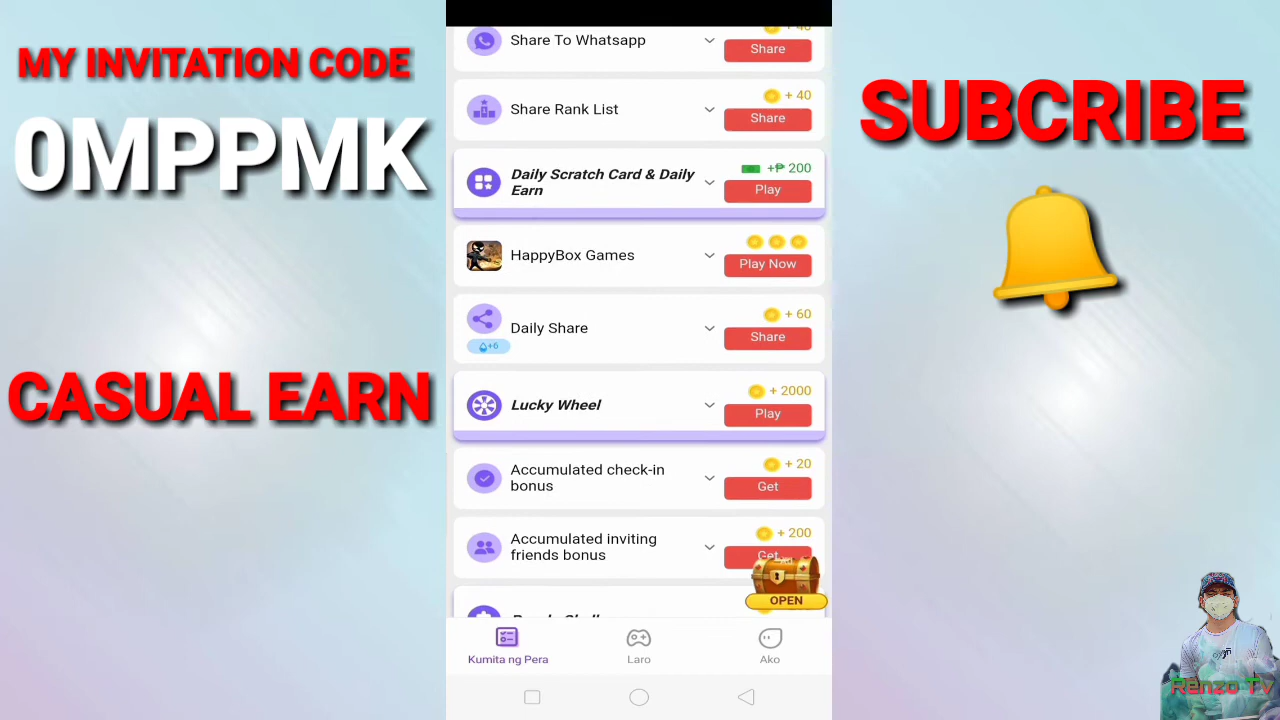 MY INVITATION CODE
0MPPMK
CASUAL EARN
Share To Whatsapp
Share
Share Rank List
+ 40
Share
Daily Scratch Card & Daily
Earn
+₱ 200
Play
HappyBox Games
Play Now
Daily Share
+6
+ 60
Share
Lucky Wheel
+ 2000
Play
Accumulated check-in
bonus
+ 20
Get
Accumulated inviting
friends bonus
+ 200
Get
OPEN
Kumita ng Pera
Laro
Ako
SUBCRIBE
Renzo Tv